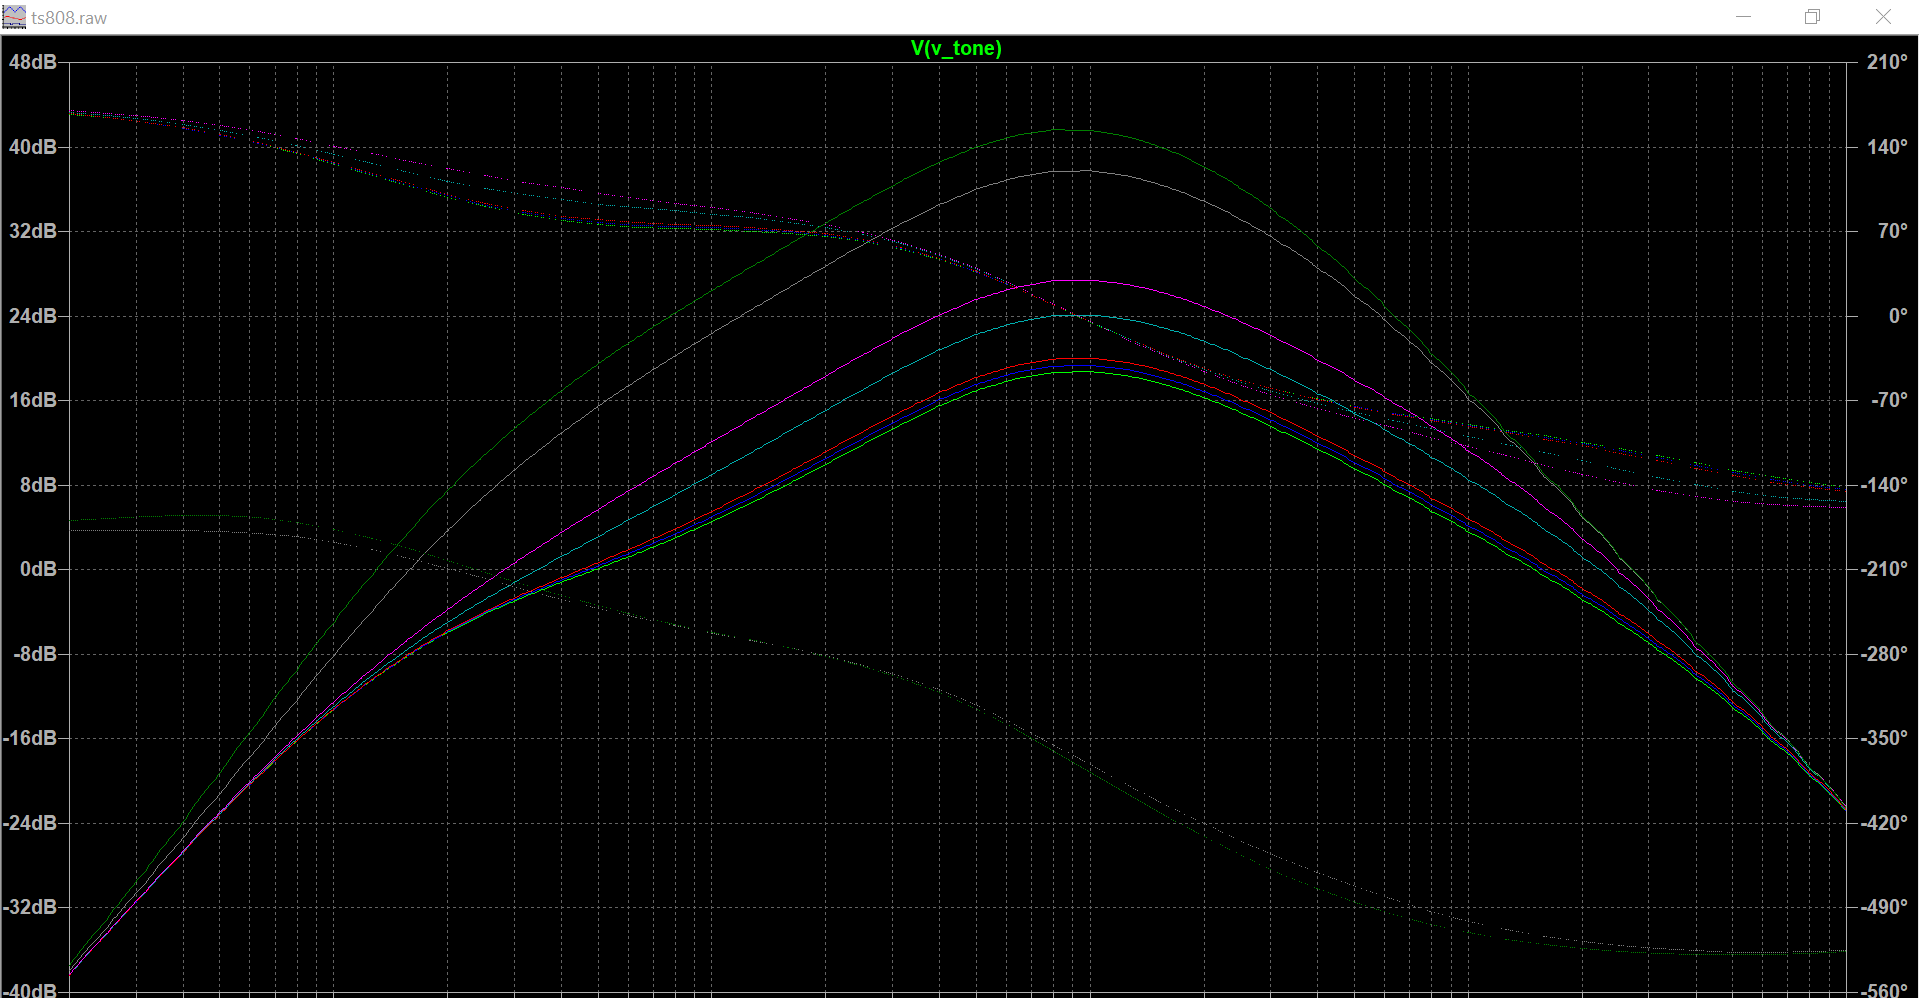 ts808.raw
V(v_tone)
48dB 210°
40dB 140°
32dB 70°
24dB 0°
16dB -70°
8dB -140°
0dB -210°
-8dB -280°
-16dB -350°
-24dB -420°
-32dB -490°
-40dB -560°